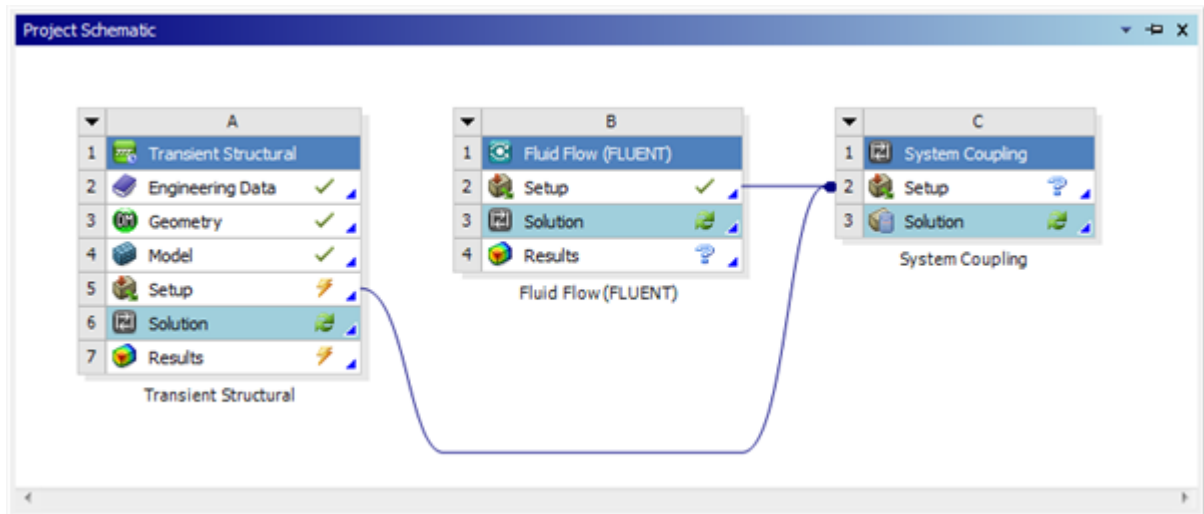 Project Schematic
A
1 Transient Structural
2 Engineering Data
3 Geometry
4 Model
5 Setup
6 Solution
7 Results
Transient Structural
B
1 Fluid Flow (FLUENT)
2 Setup
3 Solution
4 Results
Fluid Flow (FLUENT)
C
1 System Coupling
2 Setup
3 Solution
System Coupling